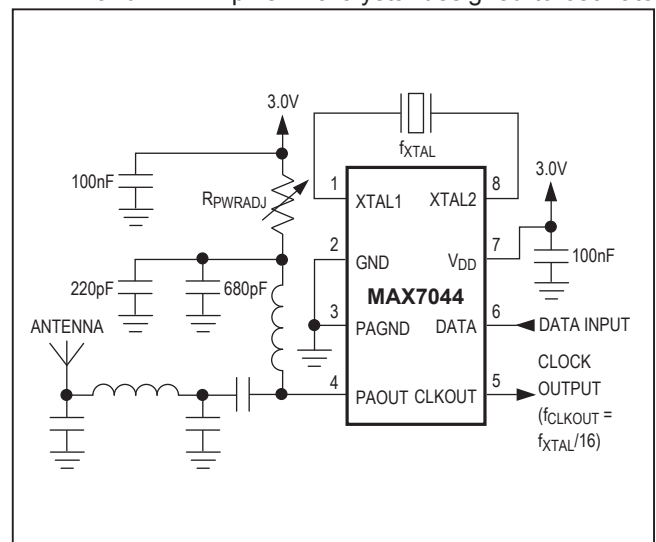 3.0V
fXTAL
3.0V
100nF
RPWRADJ
1
8
XTAL1
XTAL2
2
7
GND
VDD
100nF
220pF
680pF
MAX7044
3
6
ANTENNA
PAGND
DATA
DATA INPUT
CLOCK
OUTPUT
(fCLKOUT =
fXTAL/16)
4
5
PAOUT
CLKOUT